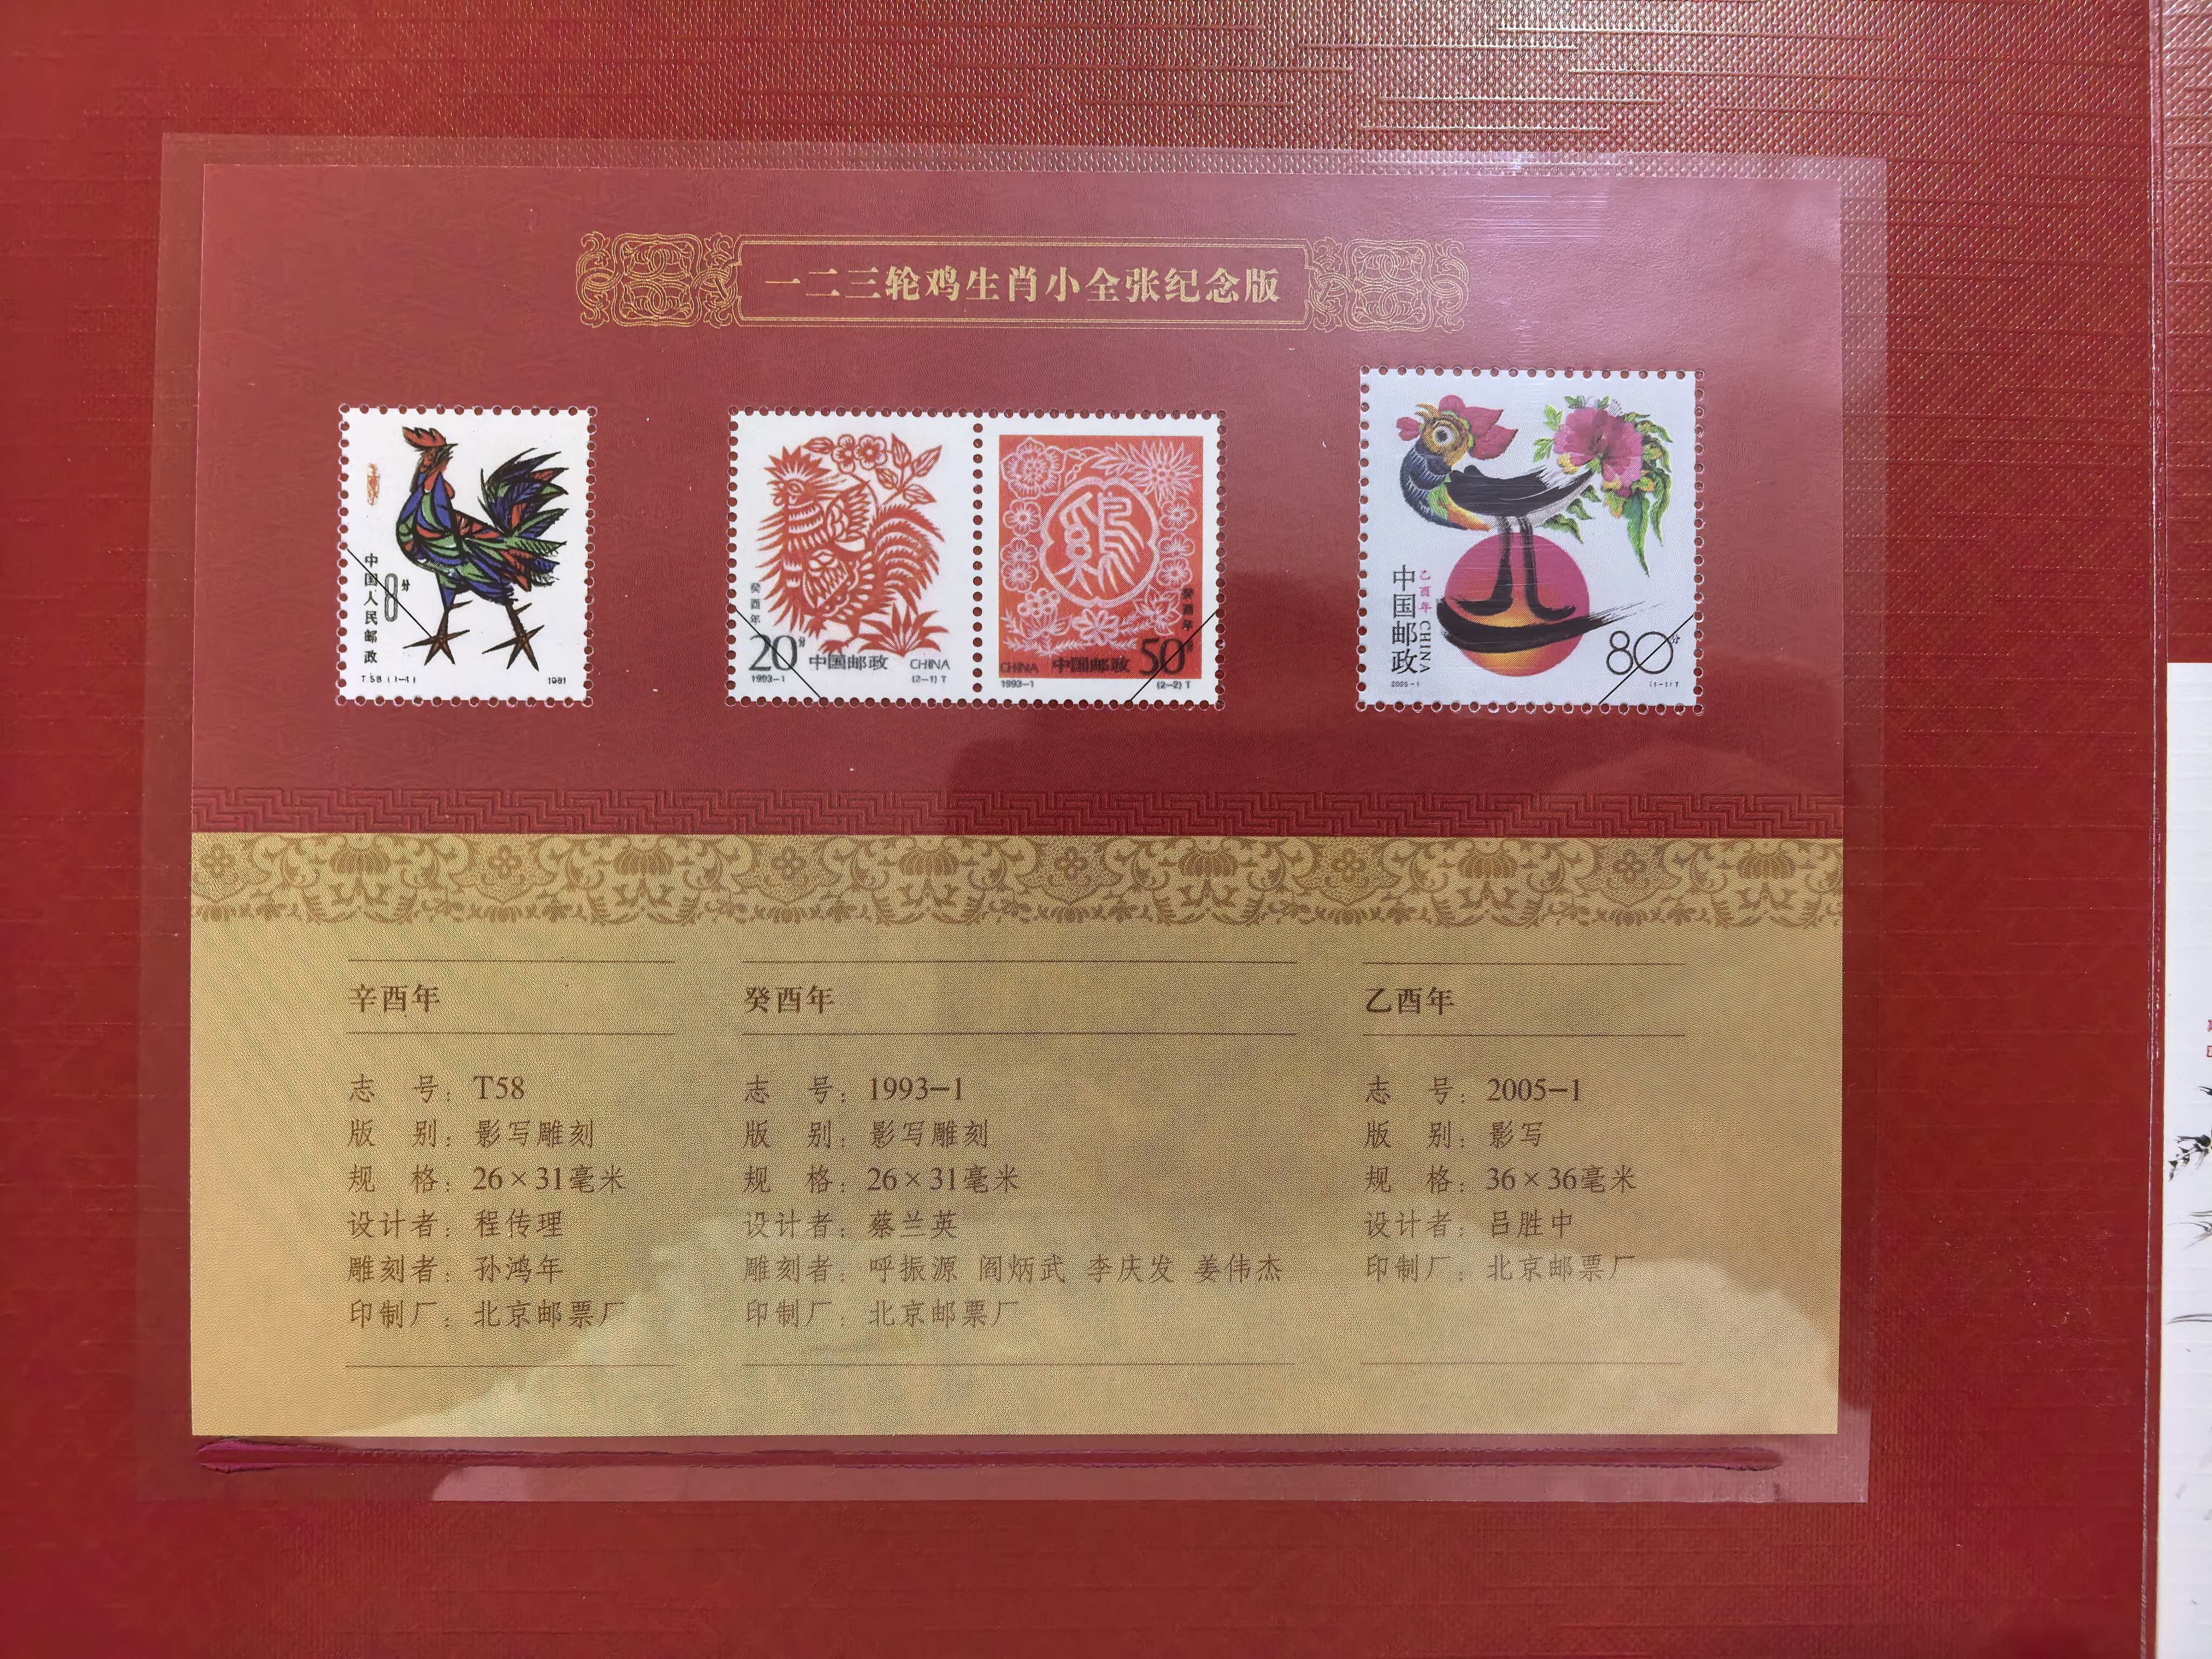 一二三轮鸡生肖小全张纪念版
中国人民邮政
8分
T58 (1-1)
1981
癸酉年
20分
中国邮政
CHINA
1993-1
(2-1) T
鸡
癸酉年
CHINA
中国邮政
50分
1993-1
(2-2) T
中国邮政
乙酉年
CHINA
80分
2005-1
(1-1) T
辛酉年
志 号：T58
版 别：影写雕刻
规 格：26×31毫米
设计者：程传理
雕刻者：孙鸿年
印制厂：北京邮票厂
癸酉年
志 号：1993-1
版 别：影写雕刻
规 格：26×31毫米
设计者：蔡兰英
雕刻者：呼振源 阎炳武 李庆发 姜伟杰
印制厂：北京邮票厂
乙酉年
志 号：2005-1
版 别：影写
规 格：36×36毫米
设计者：吕胜中
印制厂：北京邮票厂